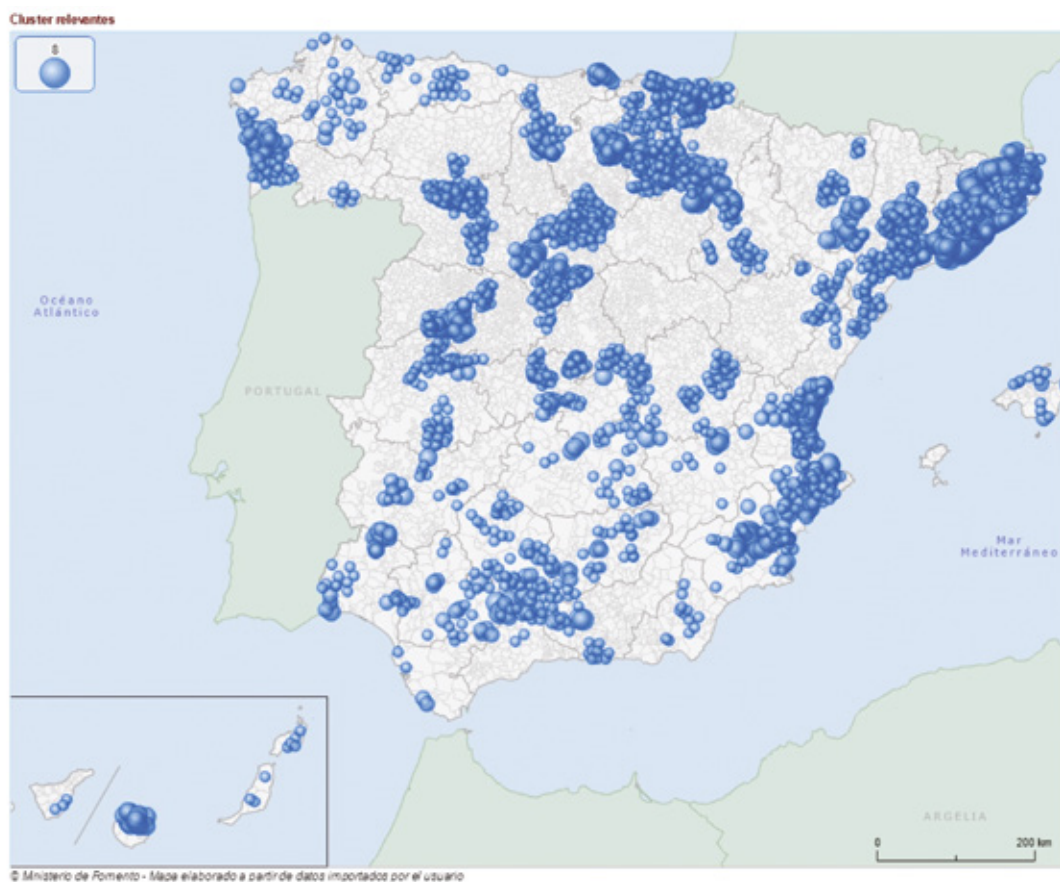 Cluster relevantes
8
Océano
Atlántico
PORTUGAL
Mar
Mediterráneo
ARGELIA
0 200 km
© Ministerio de Fomento - Mapa elaborado a partir de datos importados por el usuario